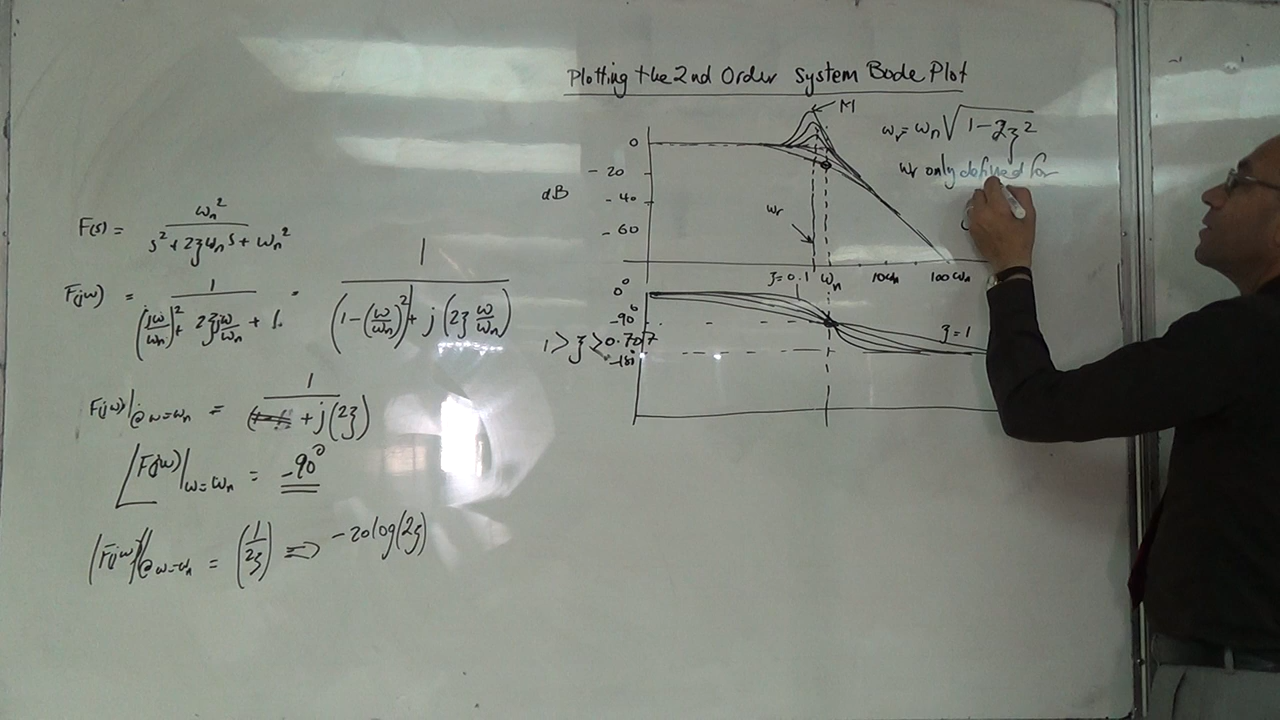 Plotting the 2nd Order System Bode Plot
F(s) = ωn² / (s² + 2ζωn s + ωn²)
F(jω) = 1 / ((jω/ωn)² + 2ζjω/ωn + 1) = 1 / ((1-(ω/ωn)²) + j(2ζ ω/ωn))
F(jω)|@ω=ωn = 1 / ( + j(2ζ))
∠F(jω)|ω=ωn = -90°
|F(jω)|@ω=ωn = (1/2ζ) ⇒ -20log(2ζ)
M
ωr = ωn √(1-2ζ²)
ωr only defined for
0
-20
dB
-40
-60
ωr
ζ=0.1
ωn
10ωn
100ωn
0°
-90°
1 > ζ > 0.707
ζ=1